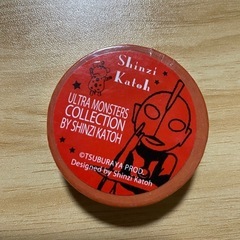 Shinzi
Katoh
ULTRA MONSTERS
COLLECTION
BY SHINZI KATOH
©TSUBURAYA PROD.
Designed by Shinzi Katoh